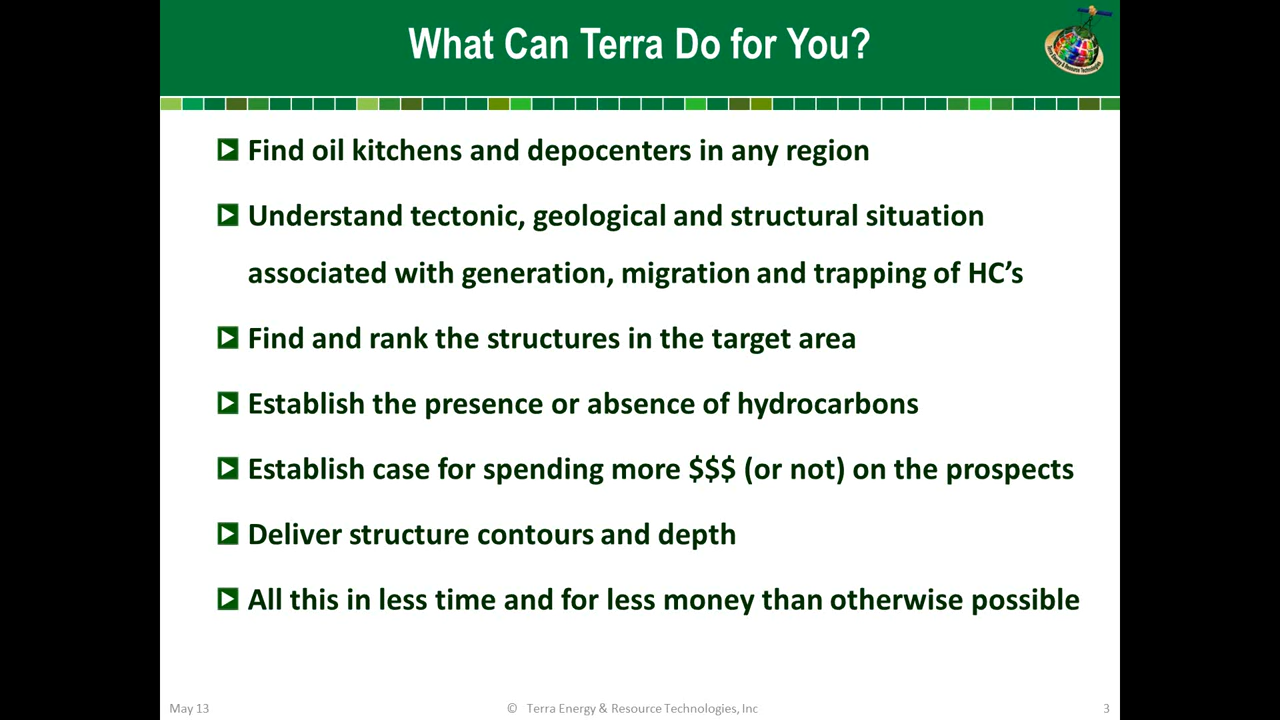 What Can Terra Do for You?
Terra Energy & Resource Technologies
Find oil kitchens and depocenters in any region
Understand tectonic, geological and structural situation
associated with generation, migration and trapping of HC’s
Find and rank the structures in the target area
Establish the presence or absence of hydrocarbons
Establish case for spending more $$$ (or not) on the prospects
Deliver structure contours and depth
All this in less time and for less money than otherwise possible
May 13
© Terra Energy & Resource Technologies, Inc
3